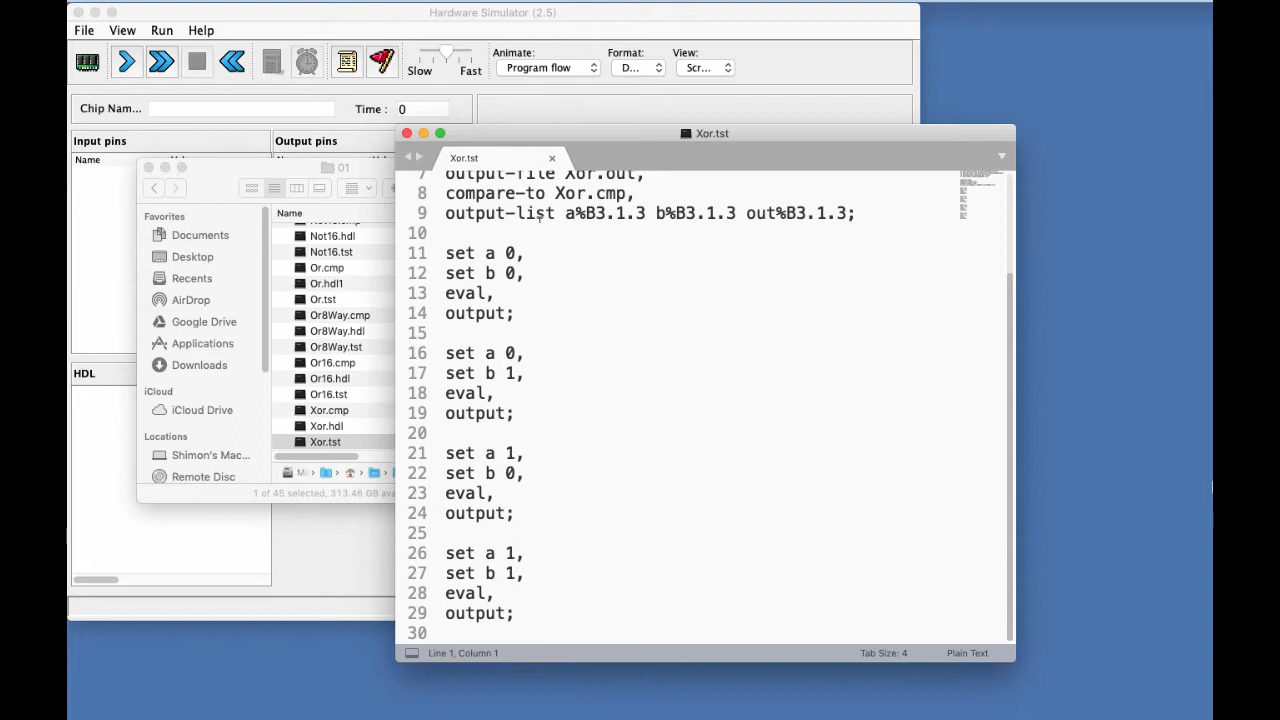 Hardware Simulator (2.5)
File View Run Help
Slow Fast
Animate:
Program flow
Format:
D...
View:
Scr...
Chip Nam...
Time : 0
Input pins
Output pins
Name
HDL
01
Favorites
Documents
Desktop
Recents
AirDrop
Google Drive
Applications
Downloads
iCloud
iCloud Drive
Locations
Shimon's Mac...
Remote Disc
Name
Not16.hdl
Not16.tst
Or.cmp
Or.hdl1
Or.tst
Or8Way.cmp
Or8Way.hdl
Or8Way.tst
Or16.cmp
Or16.hdl
Or16.tst
Xor.cmp
Xor.hdl
Xor.tst
1 of 45 selected, 313.46 GB ava
Xor.tst
Xor.tst
7 output-file Xor.out,
8 compare-to Xor.cmp,
9 output-list a%B3.1.3 b%B3.1.3 out%B3.1.3;
10
11 set a 0,
12 set b 0,
13 eval,
14 output;
15
16 set a 0,
17 set b 1,
18 eval,
19 output;
20
21 set a 1,
22 set b 0,
23 eval,
24 output;
25
26 set a 1,
27 set b 1,
28 eval,
29 output;
30
Line 1, Column 1
Tab Size: 4
Plain Text